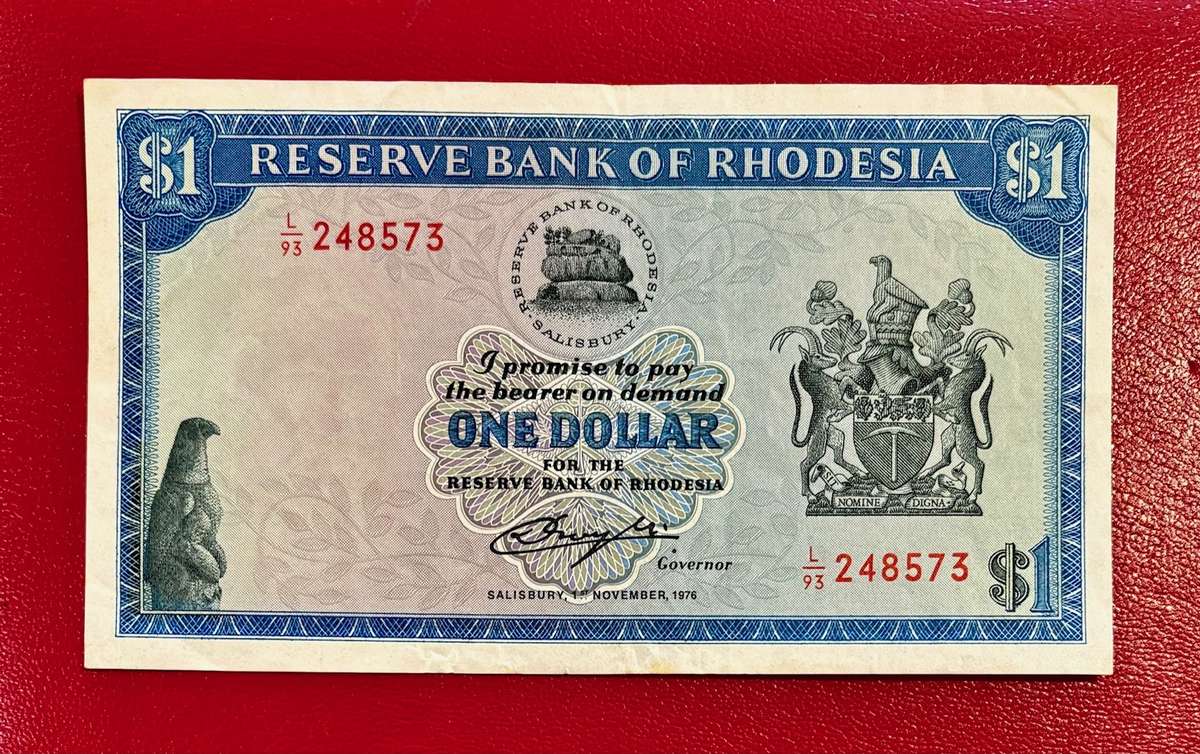 $1 RESERVE BANK OF RHODESIA $1
L/93 248573
RESERVE BANK OF RHODESIA
· SALISBURY ·
I promise to pay
the bearer on demand
ONE DOLLAR
FOR THE
RESERVE BANK OF RHODESIA
NOMINE DIGNA
Governor
L/93 248573
$1
SALISBURY, 1ST NOVEMBER, 1976